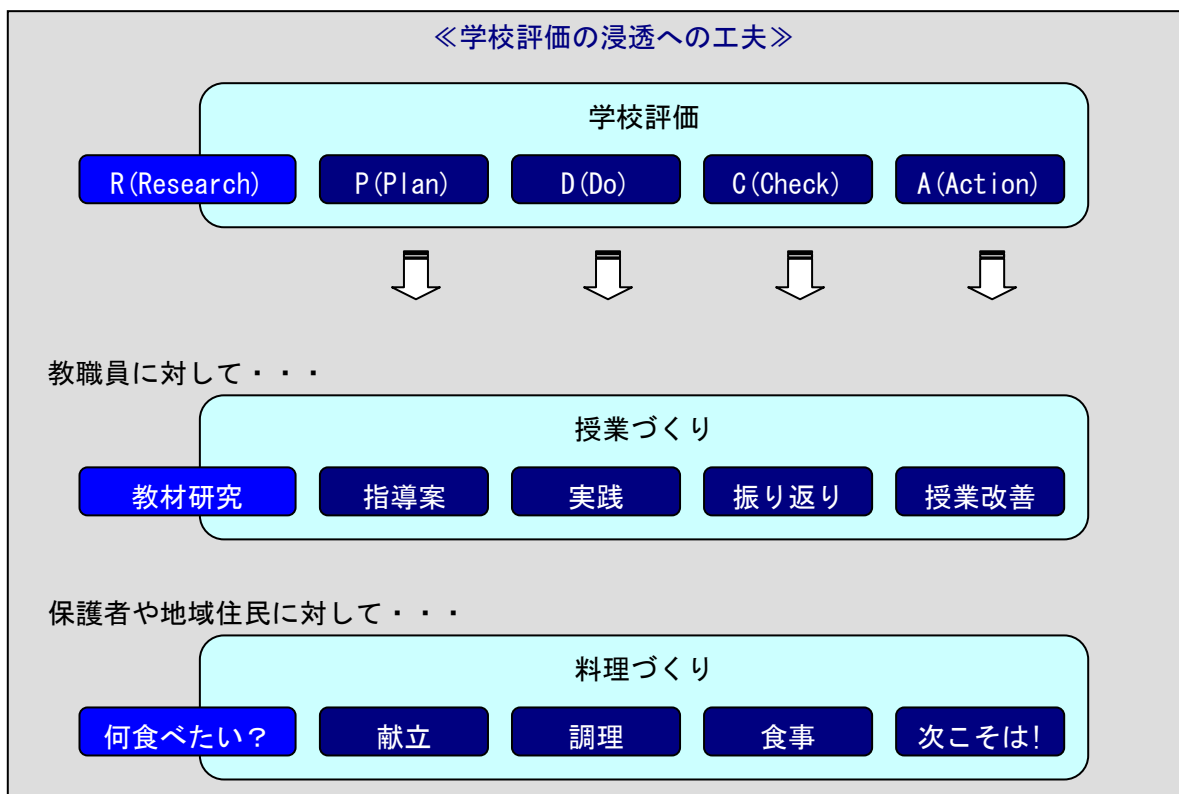 ≪学校評価の浸透への工夫≫
学校評価
R(Research) P(Plan) D(Do) C(Check) A(Action)
教職員に対して・・・
授業づくり
教材研究 指導案 実践 振り返り 授業改善
保護者や地域住民に対して・・・
料理づくり
何食べたい？ 献立 調理 食事 次こそは!